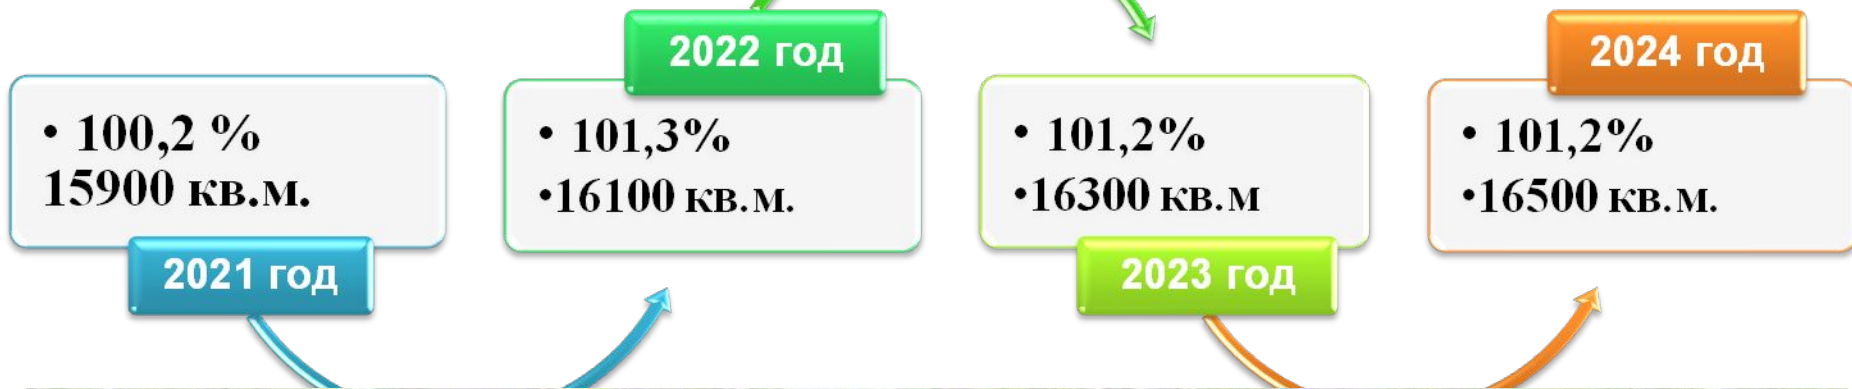 2021 год
• 100,2 %
15900 кв.м.
2022 год
• 101,3%
•16100 кв.м.
2023 год
• 101,2%
•16300 кв.м
2024 год
• 101,2%
•16500 кв.м.